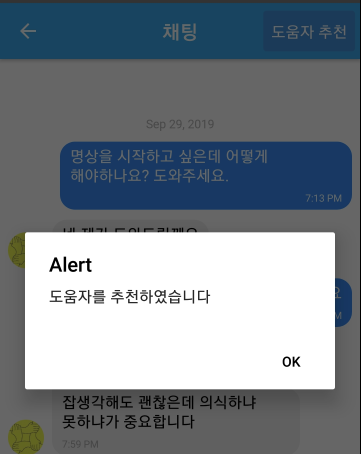 채팅
도움자 추천
Sep 29, 2019
명상을 시작하고 싶은데 어떻게
해야하나요? 도와주세요.
7:13 PM
Alert
도움자를 추천하였습니다
OK
잡생각해도 괜찮은데 의식하냐
못하냐가 중요합니다
7:59 PM